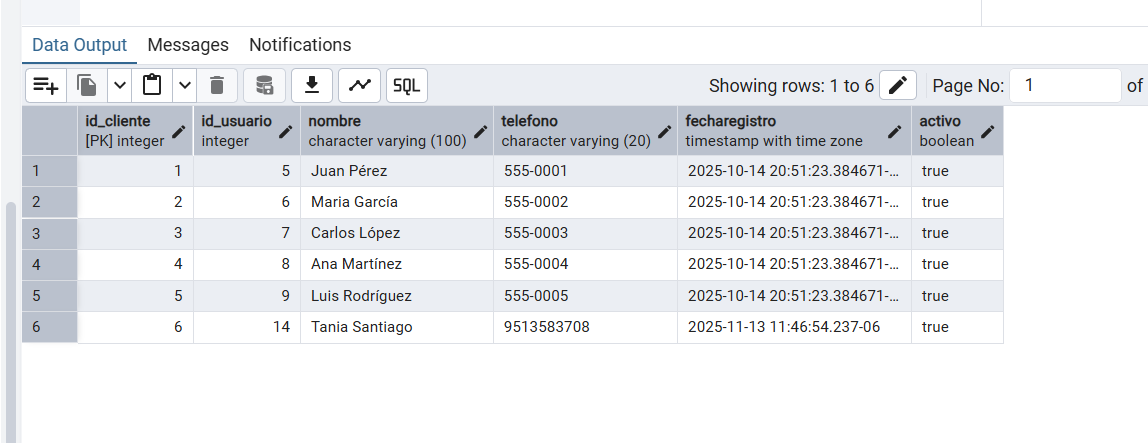 Data Output Messages Notifications
SQL Showing rows: 1 to 6 Page No: 1 of
id_cliente id_usuario nombre telefono fecharegistro activo
[PK] integer integer character varying (100) character varying (20) timestamp with time zone boolean
1 1 5 Juan Pérez 555-0001 2025-10-14 20:51:23.384671-… true
2 2 6 Maria García 555-0002 2025-10-14 20:51:23.384671-… true
3 3 7 Carlos López 555-0003 2025-10-14 20:51:23.384671-… true
4 4 8 Ana Martínez 555-0004 2025-10-14 20:51:23.384671-… true
5 5 9 Luis Rodríguez 555-0005 2025-10-14 20:51:23.384671-… true
6 6 14 Tania Santiago 9513583708 2025-11-13 11:46:54.237-06 true